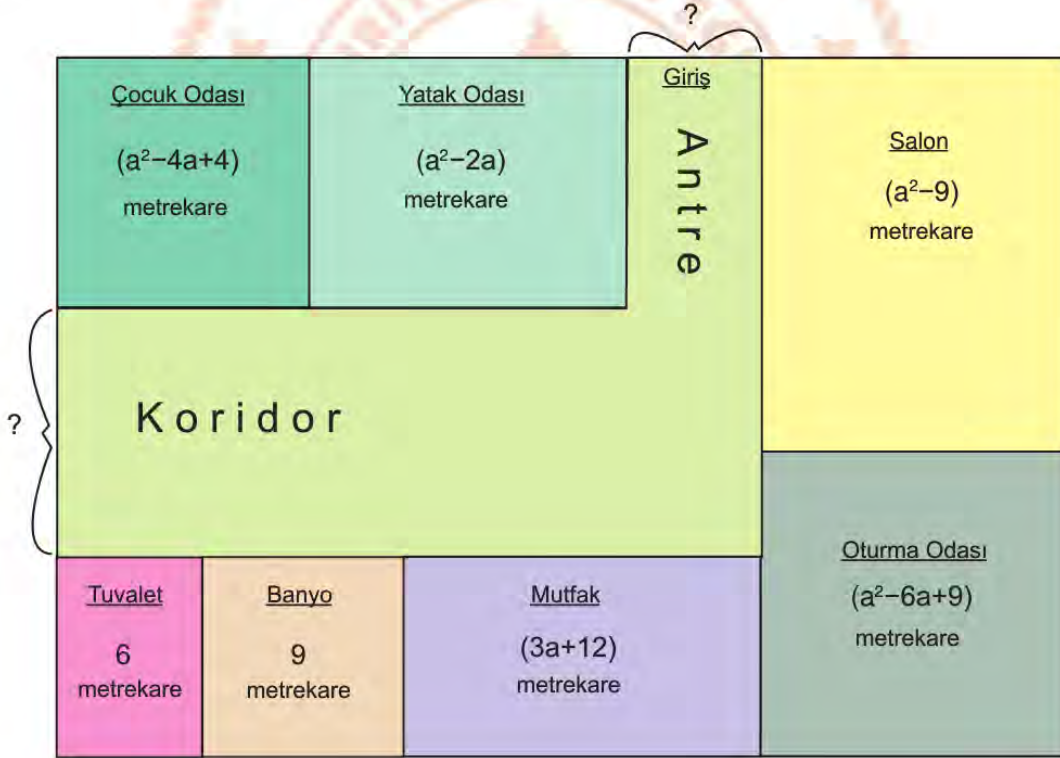 ?
Çocuk Odası
(a²−4a+4)
metrekare
Yatak Odası
(a²−2a)
metrekare
Giriş
Antre
Salon
(a²−9)
metrekare
?
Koridor
Tuvalet
6
metrekare
Banyo
9
metrekare
Mutfak
(3a+12)
metrekare
Oturma Odası
(a²−6a+9)
metrekare